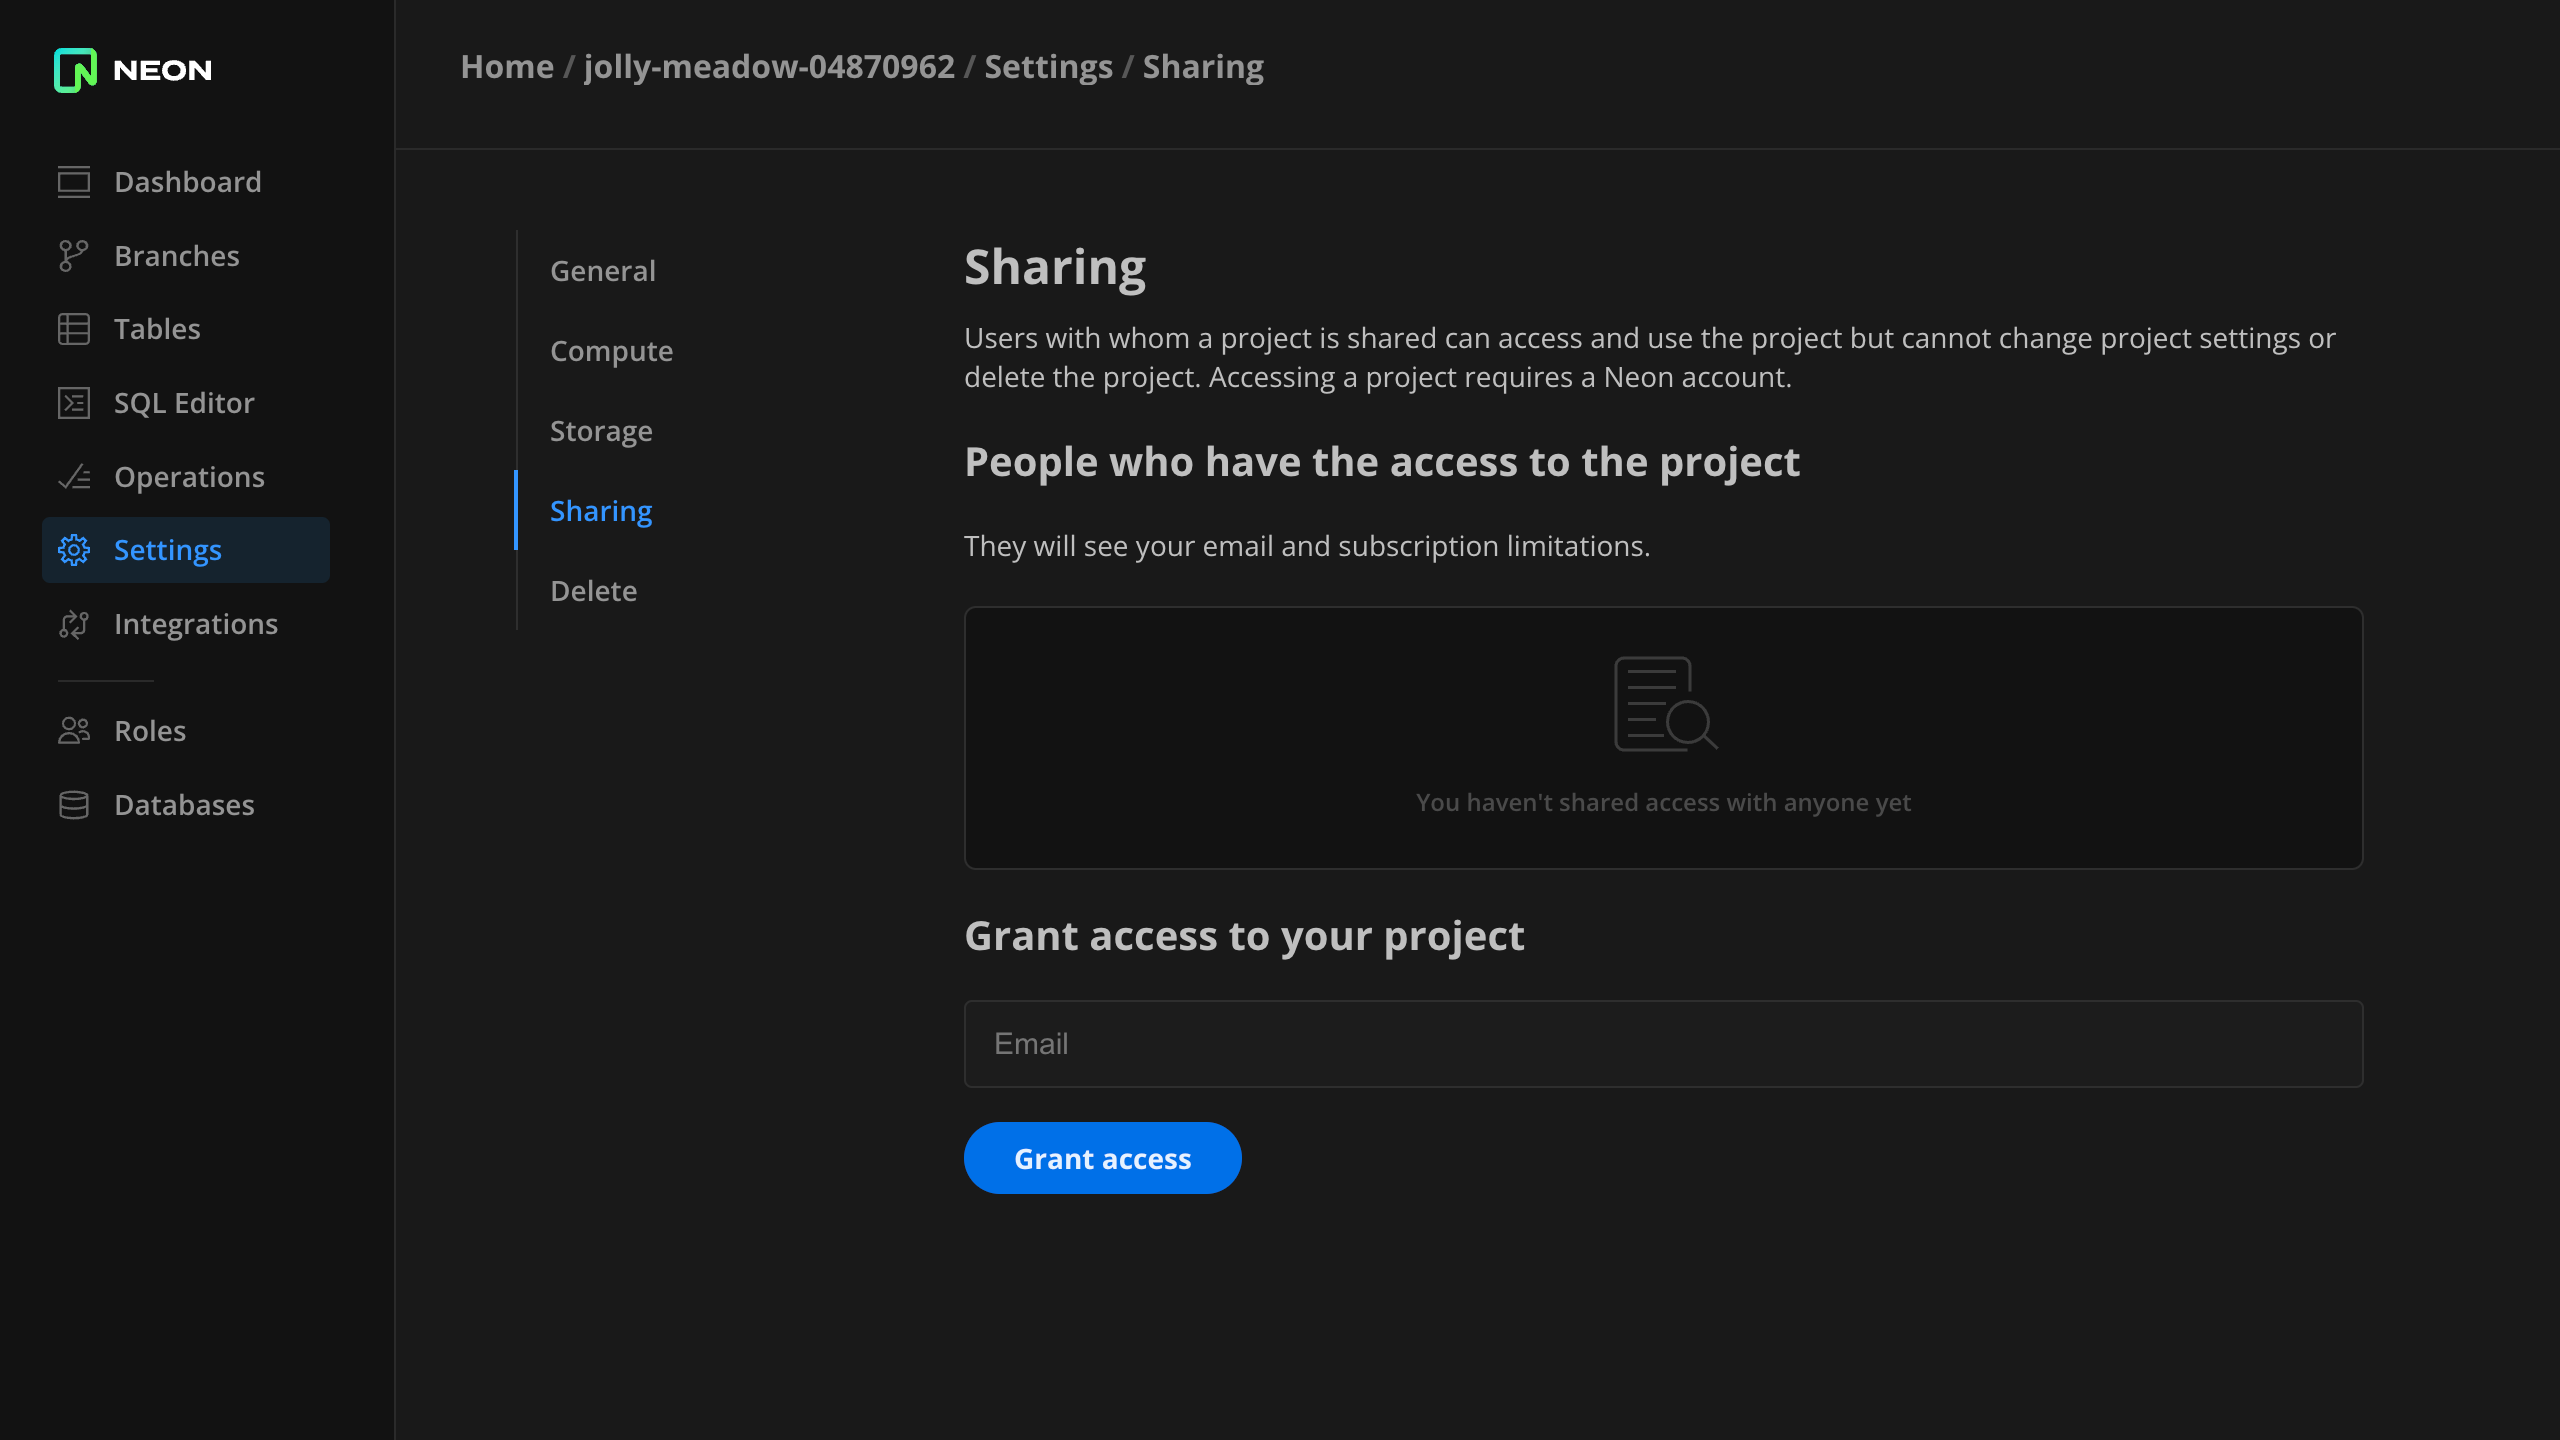 NEON
Home / jolly-meadow-04870962 / Settings / Sharing
Dashboard
Branches
Tables
SQL Editor
Operations
Settings
Integrations
Roles
Databases
General
Compute
Storage
Sharing
Delete
Sharing
Users with whom a project is shared can access and use the project but cannot change project settings or
delete the project. Accessing a project requires a Neon account.
People who have the access to the project
They will see your email and subscription limitations.
You haven't shared access with anyone yet
Grant access to your project
Email
Grant access